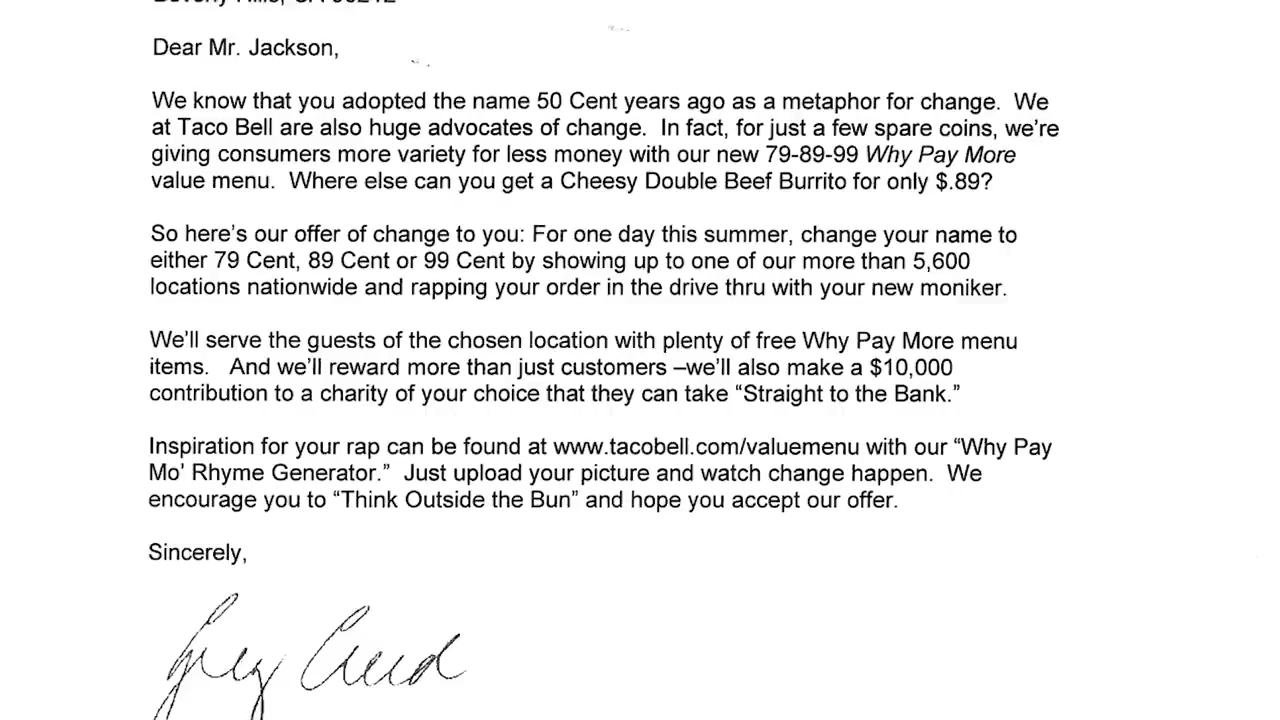 Dear Mr. Jackson,
We know that you adopted the name 50 Cent years ago as a metaphor for change.  We
at Taco Bell are also huge advocates of change.  In fact, for just a few spare coins, we’re
giving consumers more variety for less money with our new 79-89-99 Why Pay More
value menu.  Where else can you get a Cheesy Double Beef Burrito for only $.89?
So here’s our offer of change to you: For one day this summer, change your name to
either 79 Cent, 89 Cent or 99 Cent by showing up to one of our more than 5,600
locations nationwide and rapping your order in the drive thru with your new moniker.
We’ll serve the guests of the chosen location with plenty of free Why Pay More menu
items.   And we’ll reward more than just customers –we’ll also make a $10,000
contribution to a charity of your choice that they can take “Straight to the Bank.”
Inspiration for your rap can be found at www.tacobell.com/valuemenu with our “Why Pay
Mo’ Rhyme Generator.”  Just upload your picture and watch change happen.  We
encourage you to “Think Outside the Bun” and hope you accept our offer.
Sincerely,
Greg Creed